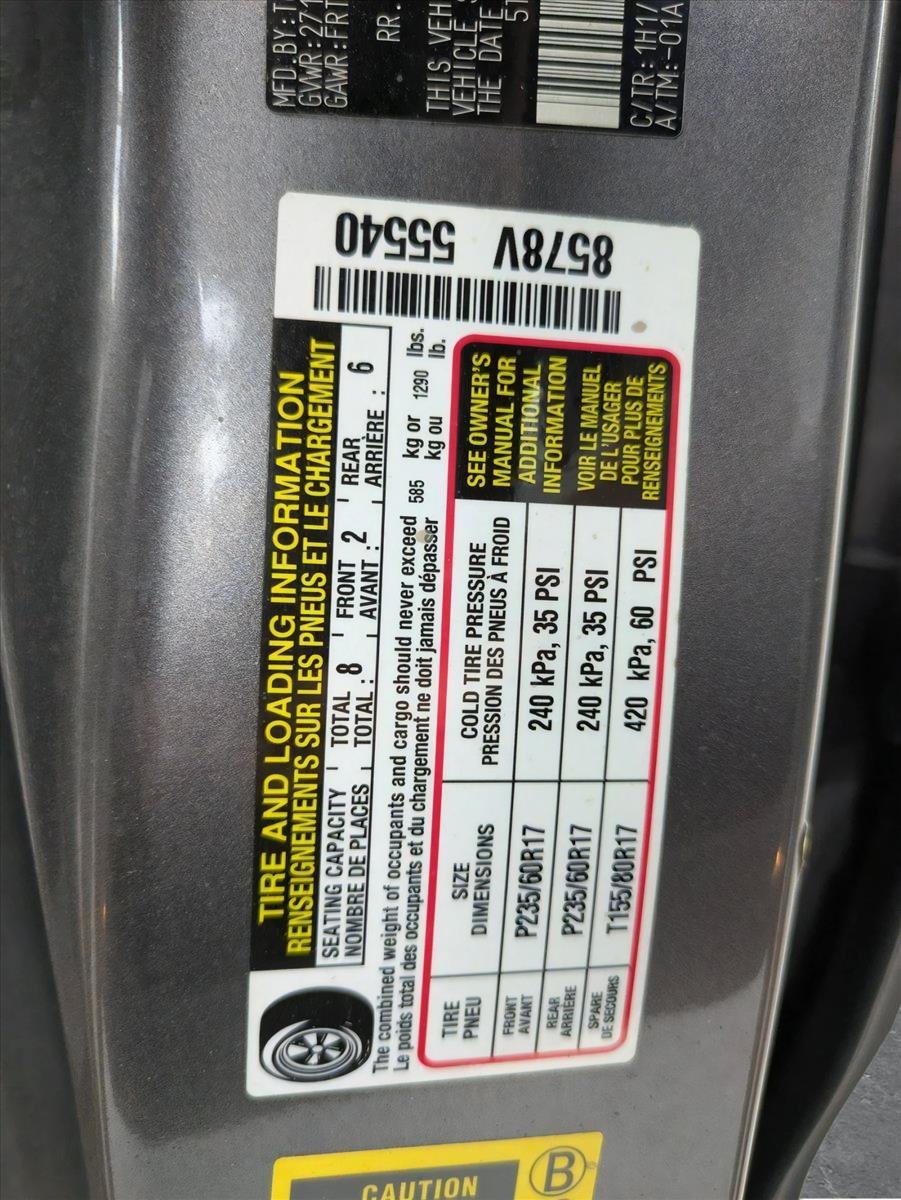 MFD.BY:T
GVWR:271
GAWR:FRT
RR.
THIS VEH
VEHICLE S
THE DATE
51
C/TR:1H1/
A/TM:-01A
8578V 55540
TIRE AND LOADING INFORMATION
RENSEIGNEMENTS SUR LES PNEUS ET LE CHARGEMENT
SEATING CAPACITY TOTAL 8 FRONT 2 REAR 6
NOMBRE DE PLACES TOTAL : AVANT : ARRIÈRE :
The combined weight of occupants and cargo should never exceed 585 kg or 1290 lbs.
Le poids total des occupants et du chargement ne doit jamais dépasser kg ou lb.
TIRE
PNEU
SIZE
DIMENSIONS
COLD TIRE PRESSURE
PRESSION DES PNEUS À FROID
FRONT
AVANT
P235/60R17
240 kPa, 35 PSI
REAR
ARRIÈRE
P235/60R17
240 kPa, 35 PSI
SPARE
DE SECOURS
T155/80R17
420 kPa, 60 PSI
SEE OWNER'S
MANUAL FOR
ADDITIONAL
INFORMATION
VOIR LE MANUEL
DE L'USAGER
POUR PLUS DE
RENSEIGNEMENTS
CAUTION
B